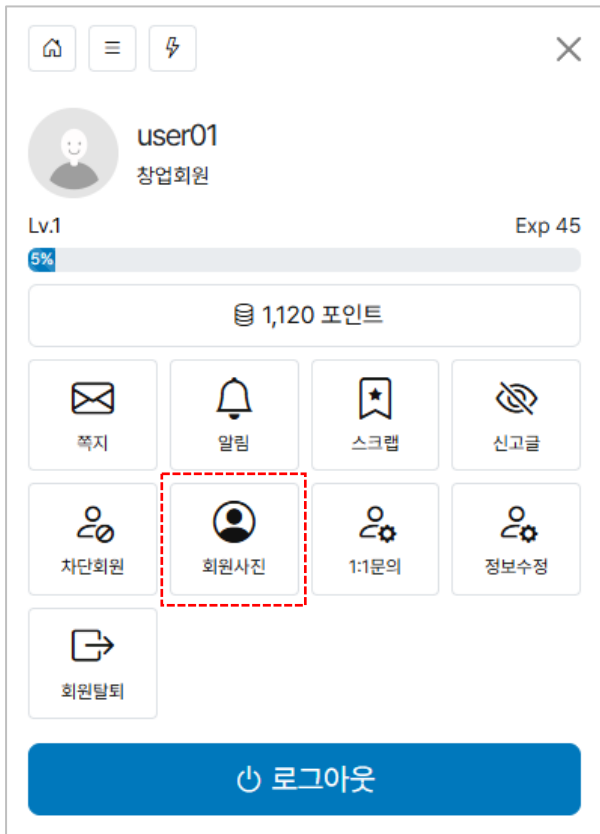 user01
창업회원
Lv.1 Exp 45
5%
1,120 포인트
쪽지 알림 스크랩 신고글
차단회원 회원사진 1:1문의 정보수정
회원탈퇴
로그아웃